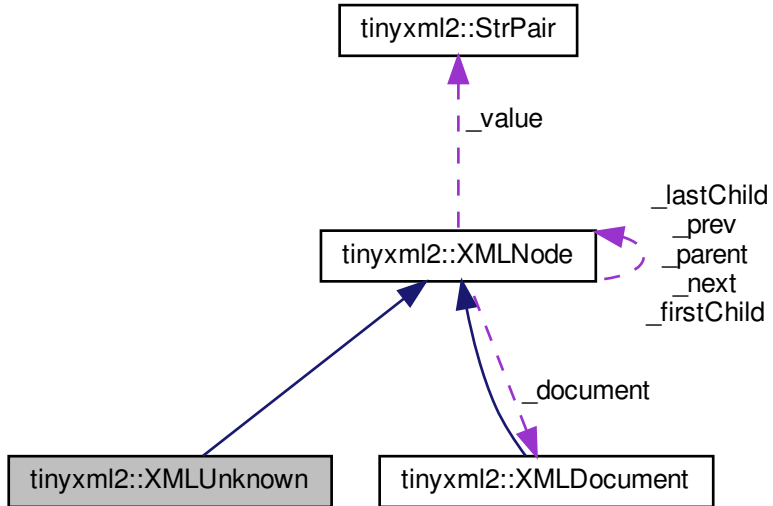 tinyxml2::StrPair
_value
_lastChild
_prev
_parent
_next
_firstChild
tinyxml2::XMLNode
_document
tinyxml2::XMLUnknown
tinyxml2::XMLDocument